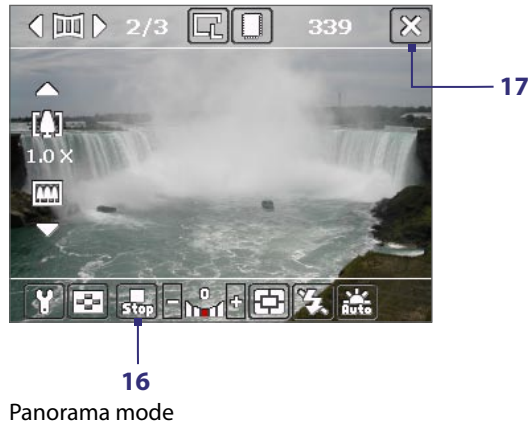 2/3 339
17
1.0 X
Stop - 0 + Auto
16
Panorama mode